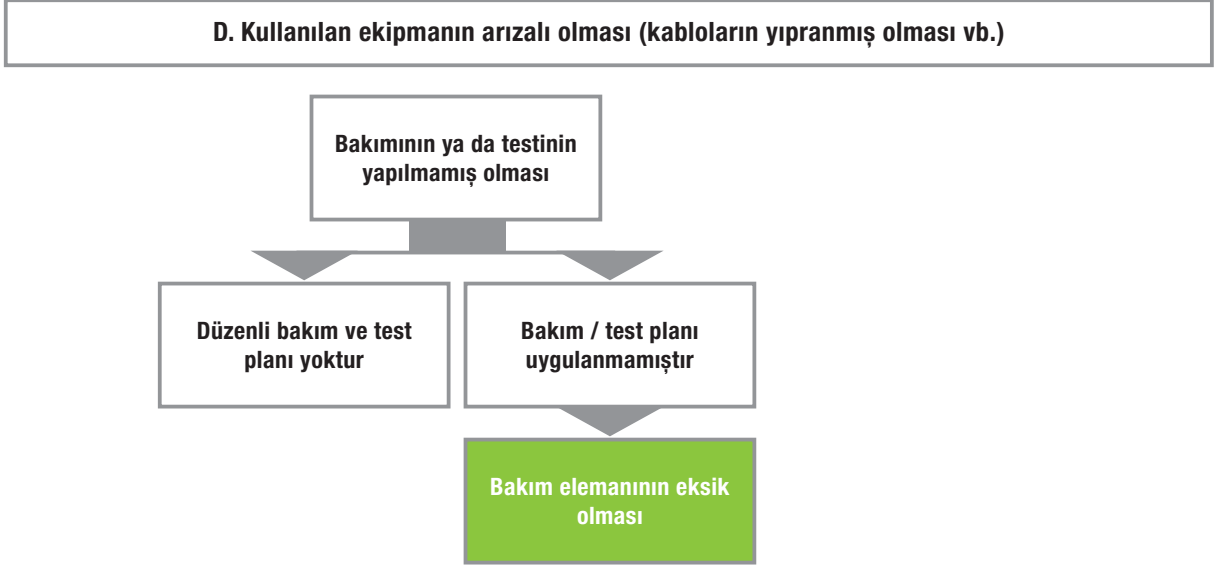 D. Kullanılan ekipmanın arızalı olması (kabloların yıpranmış olması vb.)
Bakımının ya da testinin
yapılmamış olması
Düzenli bakım ve test
planı yoktur
Bakım / test planı
uygulanmamıştır
Bakım elemanının eksik
olması